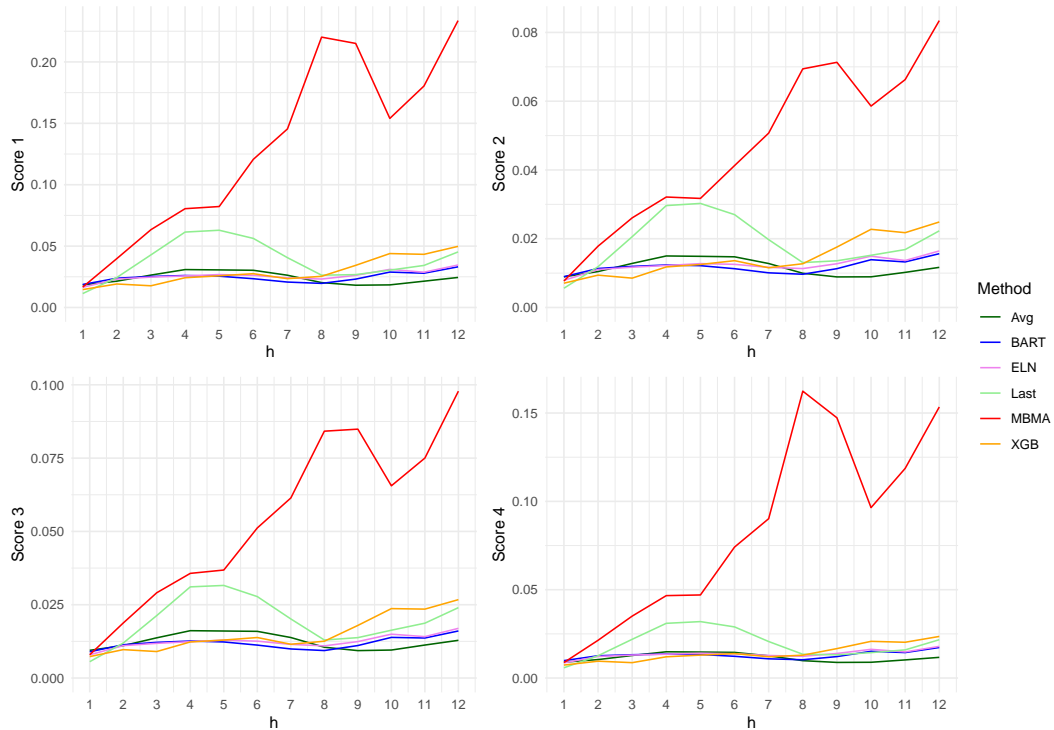 Score 1
0.20
0.15
0.10
0.05
0.00
1 2 3 4 5 6 7 8 9 10 11 12
h
Score 2
0.08
0.06
0.04
0.02
0.00
1 2 3 4 5 6 7 8 9 10 11 12
h
Score 3
0.100
0.075
0.050
0.025
0.000
1 2 3 4 5 6 7 8 9 10 11 12
h
Score 4
0.15
0.10
0.05
0.00
1 2 3 4 5 6 7 8 9 10 11 12
h
Method
Avg
BART
ELN
Last
MBMA
XGB